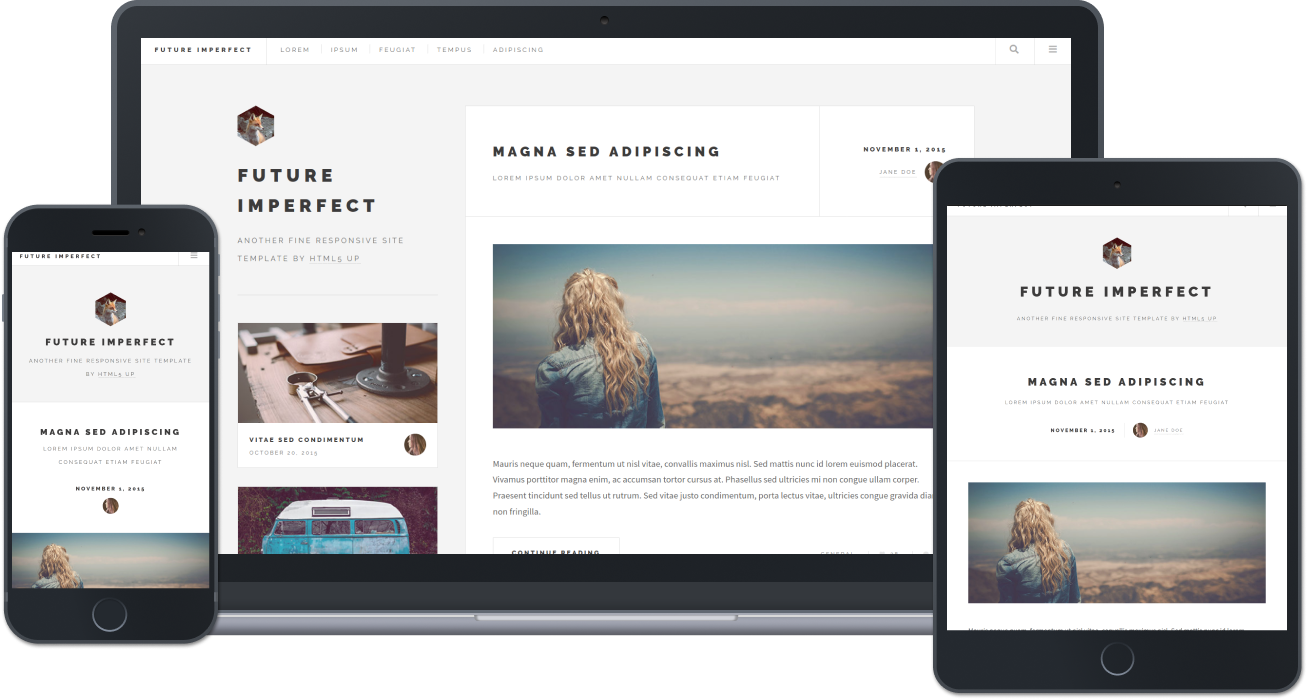 FUTURE IMPERFECT
LOREM
IPSUM
FEUGIAT
TEMPUS
ADIPISCING
FUTURE
IMPERFECT
ANOTHER FINE RESPONSIVE SITE
TEMPLATE BY HTML5 UP
VITAE SED CONDIMENTUM
OCTOBER 20, 2015
MAGNA SED ADIPISCING
LOREM IPSUM DOLOR AMET NULLAM CONSEQUAT ETIAM FEUGIAT
NOVEMBER 1, 2015
JANE DOE
Mauris neque quam, fermentum ut nisl vitae, convallis maximus nisl. Sed mattis nunc id lorem euismod placerat.
Vivamus porttitor magna enim, ac accumsan tortor cursus at. Phasellus sed ultricies mi non congue ullam corper.
Praesent tincidunt sed tellus ut rutrum. Sed vitae justo condimentum, porta lectus vitae, ultricies congue gravida
non fringilla.
CONTINUE READING
GENERAL
FUTURE IMPERFECT
FUTURE IMPERFECT
ANOTHER FINE RESPONSIVE SITE TEMPLATE
BY HTML5 UP
MAGNA SED ADIPISCING
LOREM IPSUM DOLOR AMET NULLAM
CONSEQUAT ETIAM FEUGIAT
NOVEMBER 1, 2015
FUTURE IMPERFECT
ANOTHER FINE RESPONSIVE SITE TEMPLATE BY HTML5 UP
MAGNA SED ADIPISCING
LOREM IPSUM DOLOR AMET NULLAM CONSEQUAT ETIAM FEUGIAT
NOVEMBER 1, 2015
JANE DOE